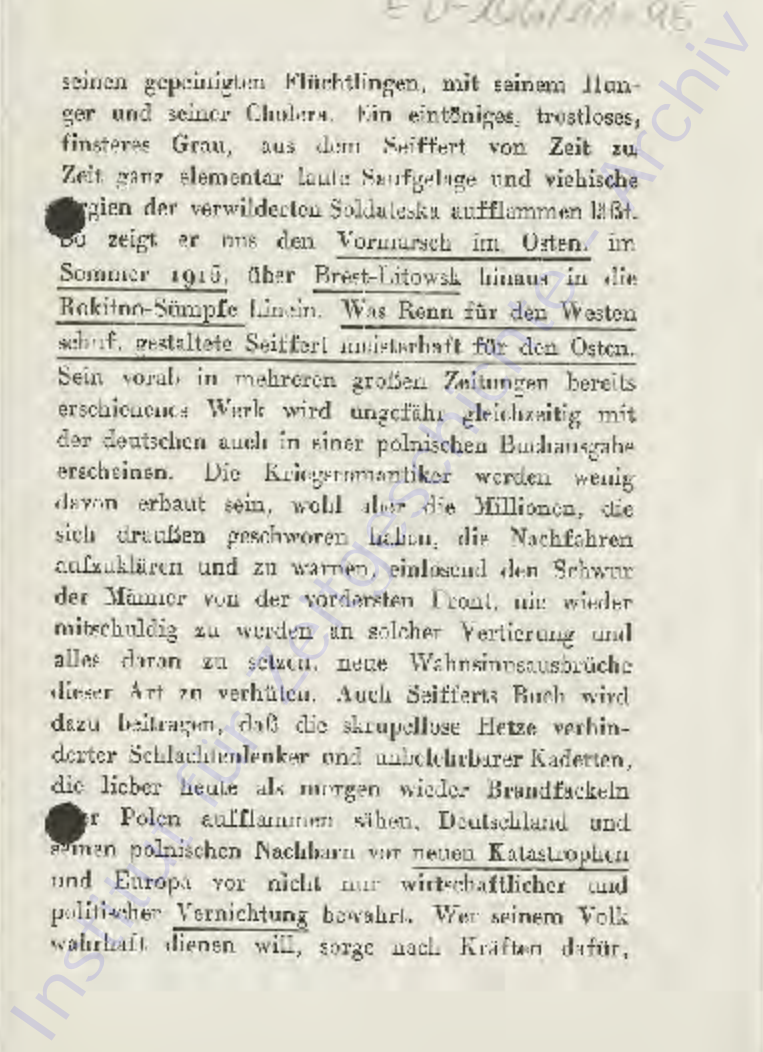 seinen gepeinigten Flüchtlingen, mit seinem Hun-
ger und seiner Cholera. Ein eintöniges, trostloses,
finsteres Grau, aus dem Seiffert von Zeit zu
Zeit ganz elementar laute Saufgelage und viehische
rgien der verwilderten Soldateska aufflammen läßt.
So zeigt er uns den Vormarsch im Osten, im
Sommer 1915, über Brest-Litowsk hinaus in die
Rokitno-Sümpfe hinein. Was Renn für den Westen
schuf, gestaltete Seiffert meisterhaft für den Osten.
Sein vorab in mehreren großen Zeitungen bereits
erschienenes Werk wird ungefähr gleichzeitig mit
der deutschen auch in einer polnischen Buchausgabe
erscheinen. Die Kriegsromantiker werden wenig
davon erbaut sein, wohl aber die Millionen, die
sich draußen geschworen haben, die Nachfahren
aufzuklären und zu warnen, einlösend den Schwur
der Männer von der vordersten Front, nie wieder
mitschuldig zu werden an solcher Vertierung und
alles daran zu setzen, neue Wahnsinnsausbrüche
dieser Art zu verhüten. Auch Seifferts Buch wird
dazu beitragen, daß die skrupellose Hetze verhin-
derter Schlachtenlenker und unbelehrbarer Kadetten,
die lieber heute als morgen wieder Brandfackeln
r Polen aufflammen sähen, Deutschland und
seinen polnischen Nachbarn vor neuen Katastrophen
und Europa vor nicht nur wirtschaftlicher und
politischer Vernichtung bewahrt. Wer seinem Volk
wahrhaft dienen will, sorge nach Kräften dafür,
Institut für Zeitgeschichte - Archiv